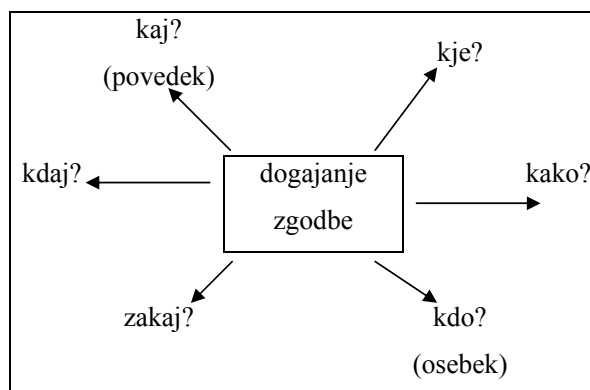 kaj?
(povedek)
kje?
kdaj?
dogajanje
zgodbe
kako?
zakaj?
kdo?
(osebek)